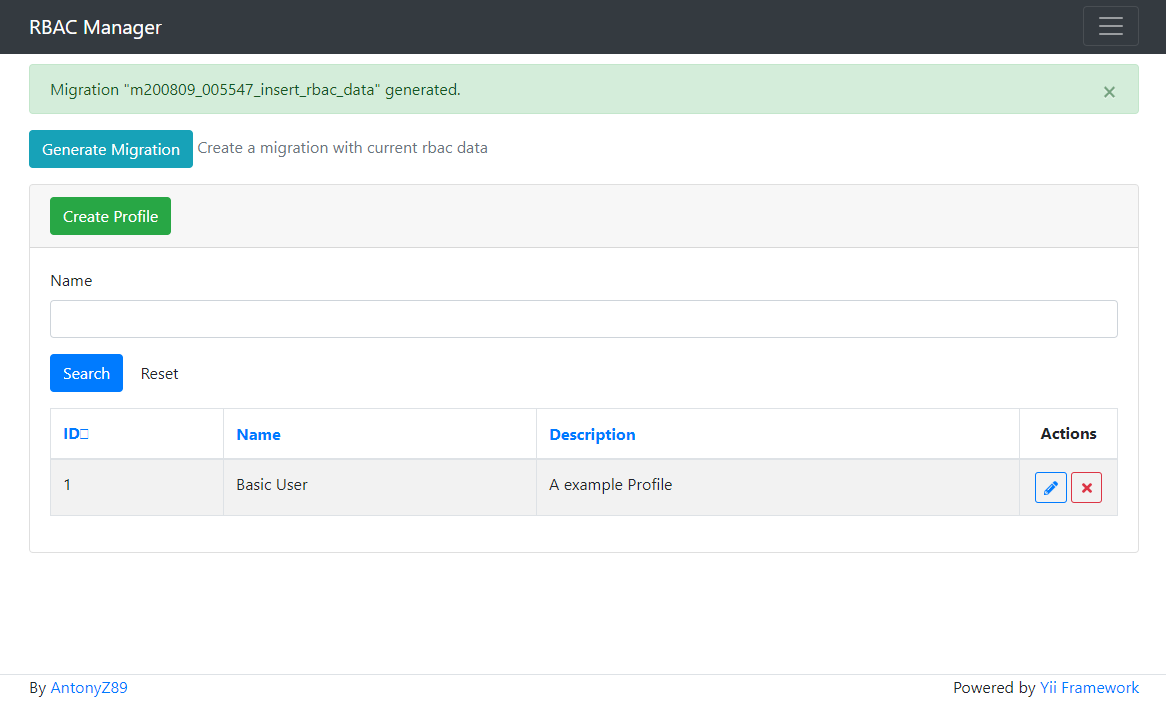 RBAC Manager
Migration "m200809_005547_insert_rbac_data" generated.
×
Generate Migration Create a migration with current rbac data
Create Profile
Name
Search Reset
ID Name Description Actions
1 Basic User A example Profile
By AntonyZ89 Powered by Yii Framework